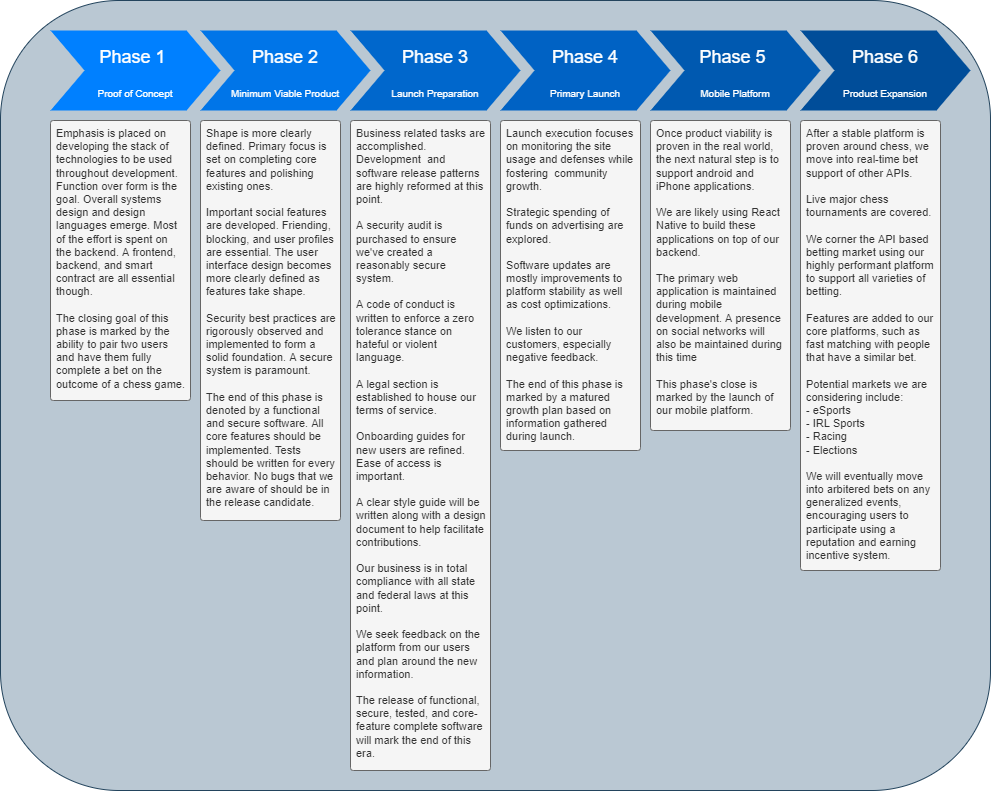 Phase 1
Proof of Concept
Phase 2
Minimum Viable Product
Phase 3
Launch Preparation
Phase 4
Primary Launch
Phase 5
Mobile Platform
Phase 6
Product Expansion
Emphasis is placed on
developing the stack of
technologies to be used
throughout development.
Function over form is the
goal. Overall systems
design and design
languages emerge. Most
of the effort is spent on
the backend. A frontend,
backend, and smart
contract are all essential
though.
The closing goal of this
phase is marked by the
ability to pair two users
and have them fully
complete a bet on the
outcome of a chess game.
Shape is more clearly
defined. Primary focus is
set on completing core
features and polishing
existing ones.
Important social features
are developed. Friending,
blocking, and user profiles
are essential. The user
interface design becomes
more clearly defined as
features take shape.
Security best practices are
rigorously observed and
implemented to form a
solid foundation. A secure
system is paramount.
The end of this phase is
denoted by a functional
and secure software. All
core features should be
implemented. Tests
should be written for every
behavior. No bugs that we
are aware of should be in
the release candidate.
Business related tasks are
accomplished.
Development and
software release patterns
are highly reformed at this
point.
A security audit is
purchased to ensure
we've created a
reasonably secure
system.
A code of conduct is
written to enforce a zero
tolerance stance on
hateful or violent
language.
A legal section is
established to house our
terms of service.
Onboarding guides for
new users are refined.
Ease of access is
important.
A clear style guide will be
written along with a design
document to help facilitate
contributions.
Our business is in total
compliance with all state
and federal laws at this
point.
We seek feedback on the
platform from our users
and plan around the new
information.
The release of functional,
secure, tested, and core-
feature complete software
will mark the end of this
era.
Launch execution focuses
on monitoring the site
usage and defenses while
fostering community
growth.
Strategic spending of
funds on advertising are
explored.
Software updates are
mostly improvements to
platform stability as well
as cost optimizations.
We listen to our
customers, especially
negative feedback.
The end of this phase is
marked by a matured
growth plan based on
information gathered
during launch.
Once product viability is
proven in the real world,
the next natural step is to
support android and
iPhone applications.
We are likely using React
Native to build these
applications on top of our
backend.
The primary web
application is maintained
during mobile
development. A presence
on social networks will
also be maintained during
this time
This phase's close is
marked by the launch of
our mobile platform.
After a stable platform is
proven around chess, we
move into real-time bet
support of other APIs.
Live major chess
tournaments are covered.
We corner the API based
betting market using our
highly performant platform
to support all varieties of
betting.
Features are added to our
core platforms, such as
fast matching with people
that have a similar bet.
Potential markets we are
considering include:
- eSports
- IRL Sports
- Racing
- Elections
We will eventually move
into arbitered bets on any
generalized events,
encouraging users to
participate using a
reputation and earning
incentive system.